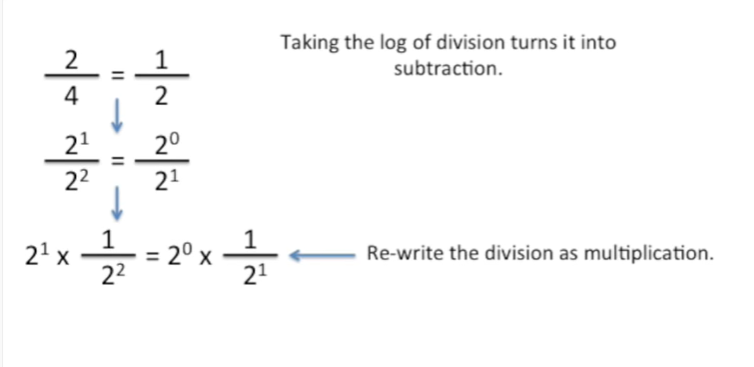 Taking the log of division turns it into
subtraction.
2/4 = 1/2
2¹/2² = 2⁰/2¹
2¹ x 1/2² = 2⁰ x 1/2¹
Re-write the division as multiplication.